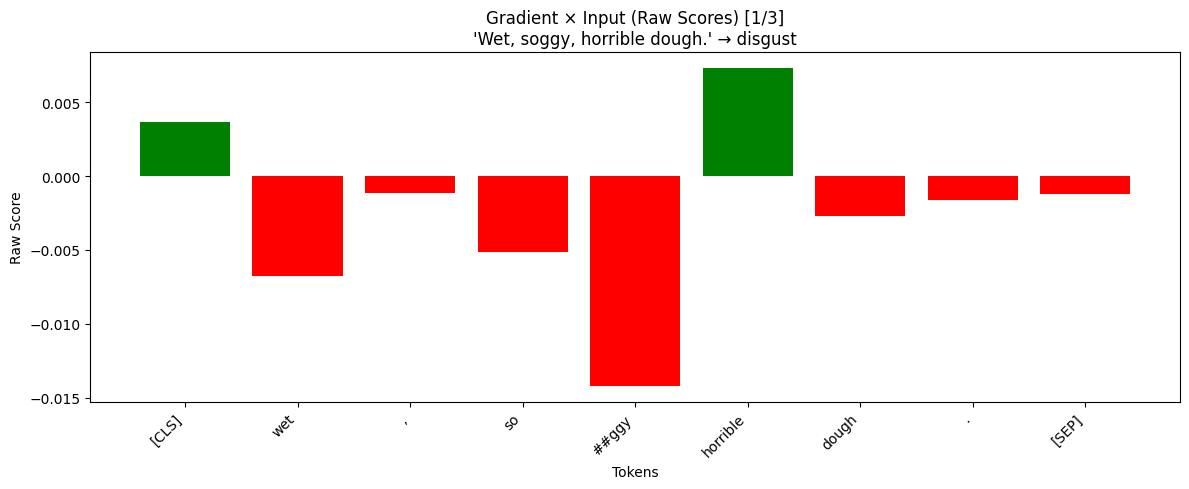 Gradient × Input (Raw Scores) [1/3]
'Wet, soggy, horrible dough.' → disgust
Raw Score
0.005
0.000
−0.005
−0.010
−0.015
[CLS]
wet
,
so
##ggy
horrible
dough
.
[SEP]
Tokens